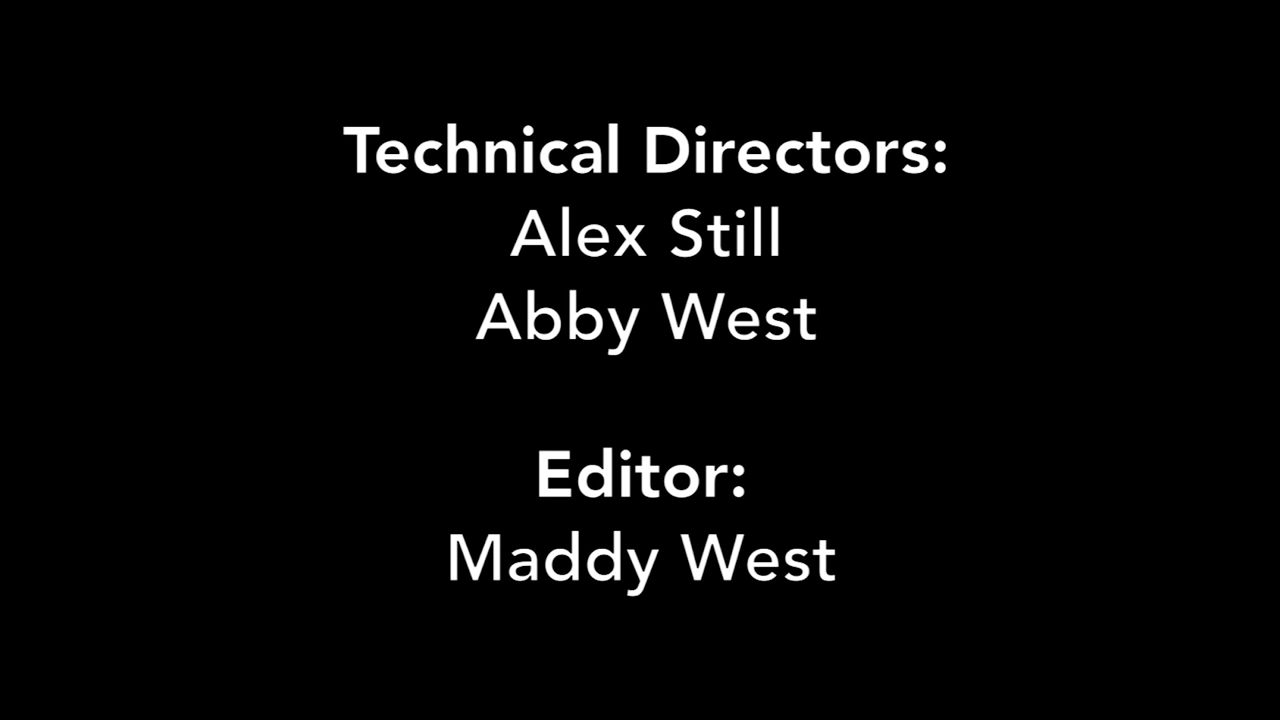 Technical Directors:
Alex Still
Abby West
Editor:
Maddy West